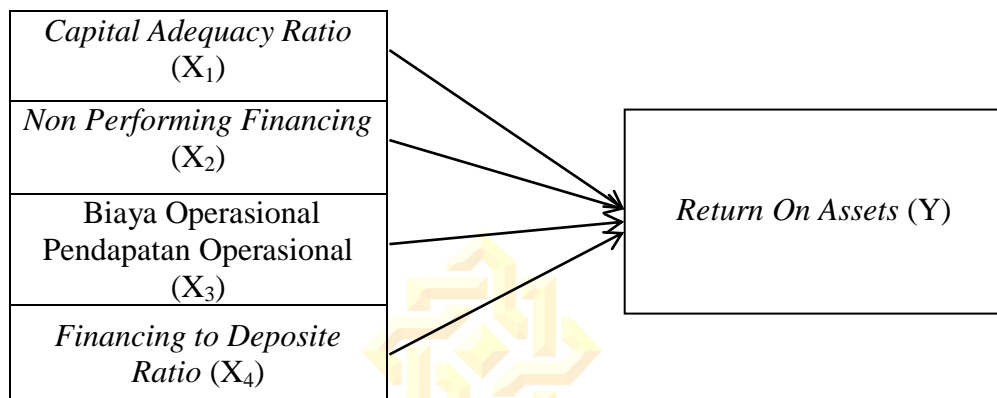 Capital Adequacy Ratio
(X₁)
Non Performing Financing
(X₂)
Biaya Operasional
Pendapatan Operasional
(X₃)
Financing to Deposite
Ratio (X₄)
Return On Assets (Y)